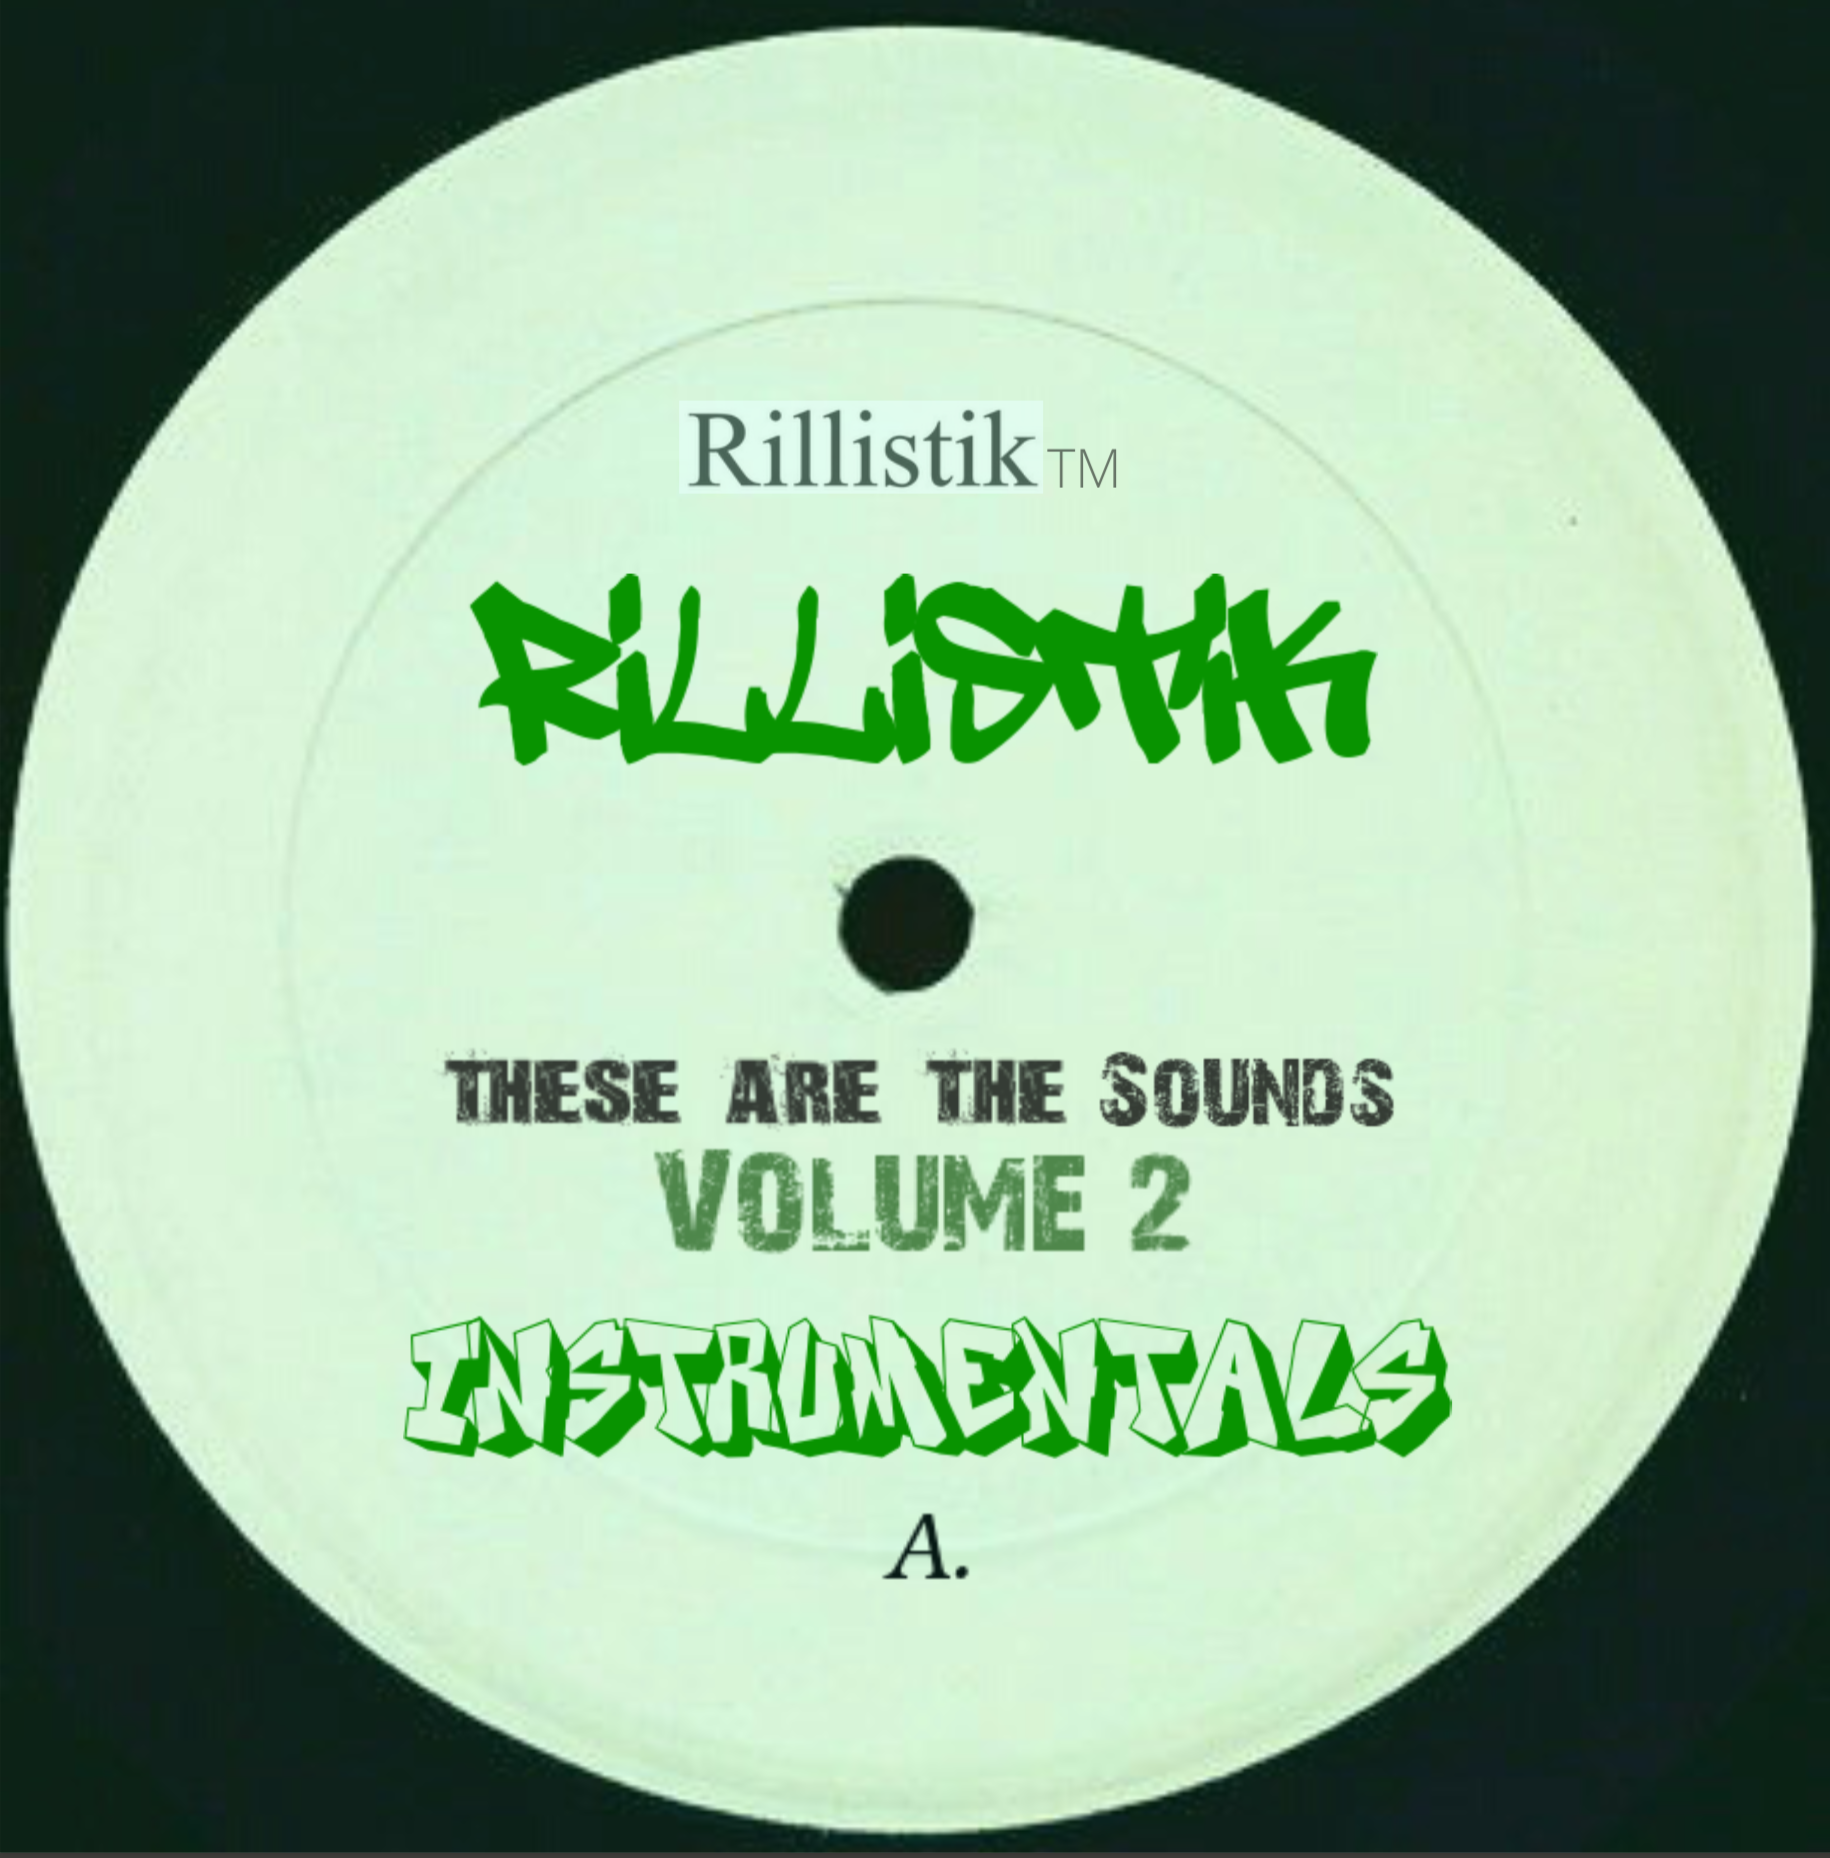 Rillistik TM
RiLLiSTiK
THESE ARE THE SOUNDS
VOLUME 2
INSTRUMENTALS
A.